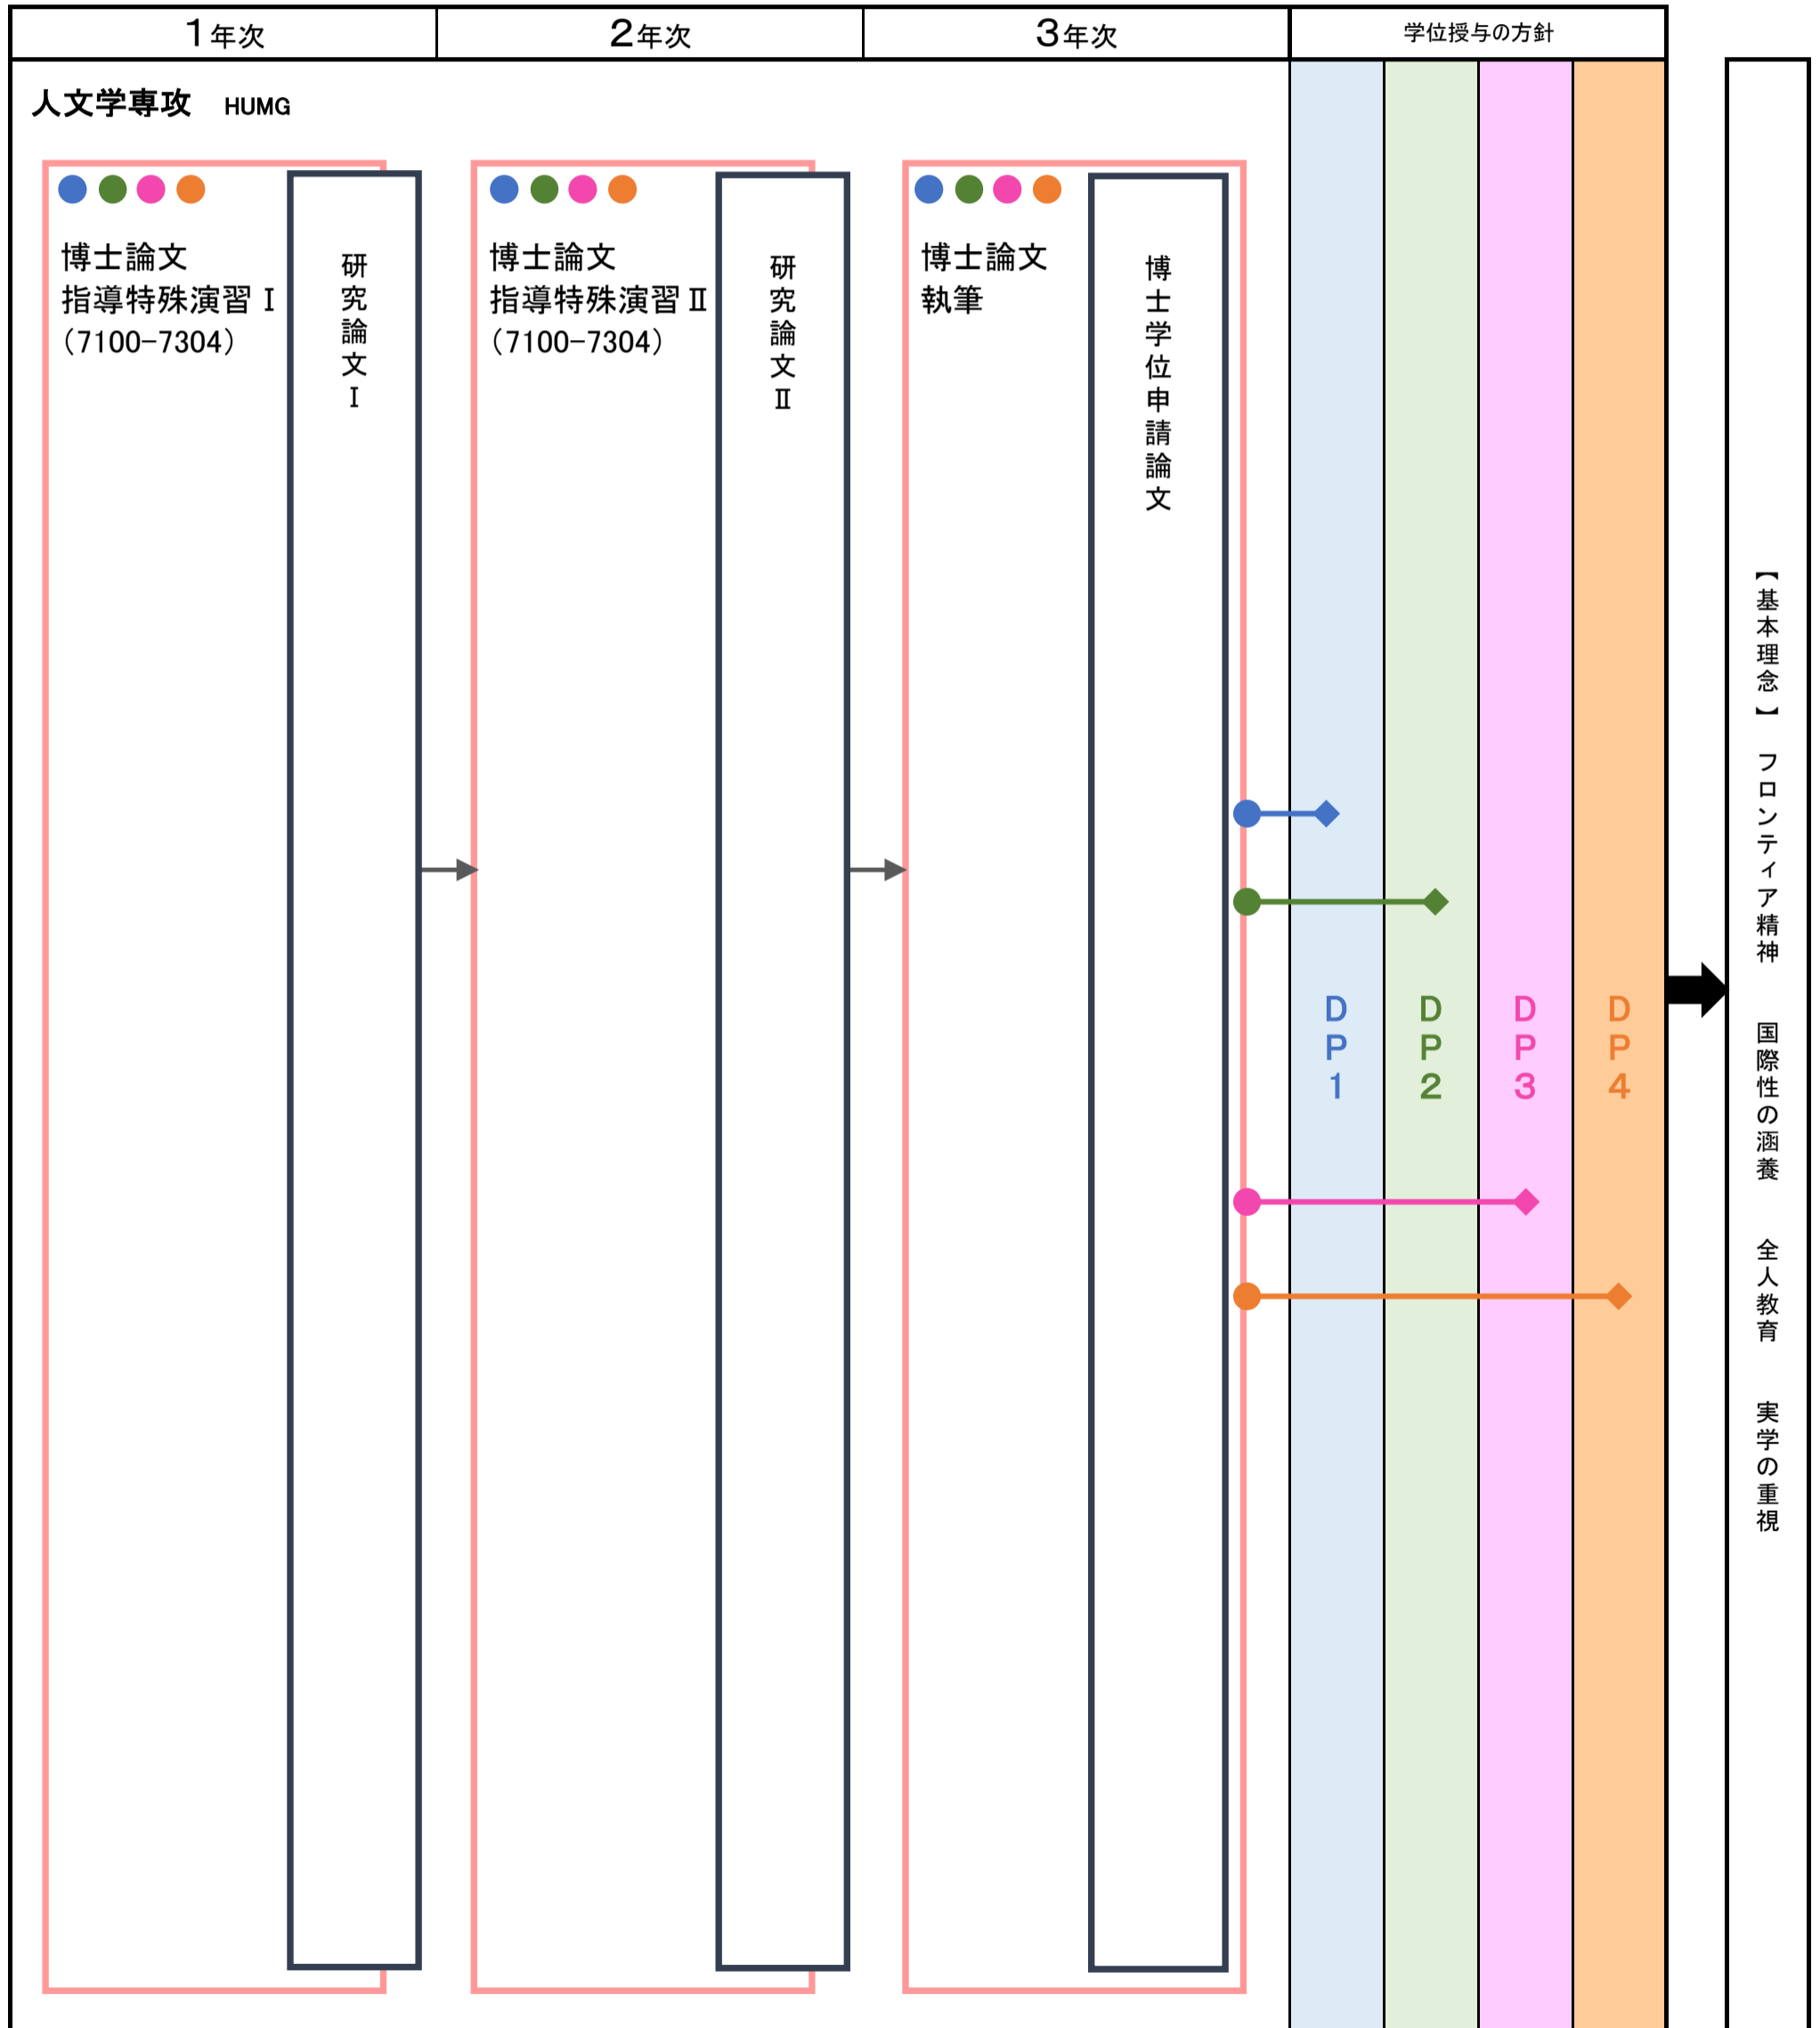 1年次
2年次
3年次
学位授与の方針
人文学専攻 HUMG
博士論文
指導特殊演習Ⅰ
（7100-7304）
研究論文Ⅰ
博士論文
指導特殊演習Ⅱ
（7100-7304）
研究論文Ⅱ
博士論文
執筆
博士学位申請論文
DP1
DP2
DP3
DP4
【基本理念】 フロンティア精神 国際性の涵養 全人教育 実学の重視